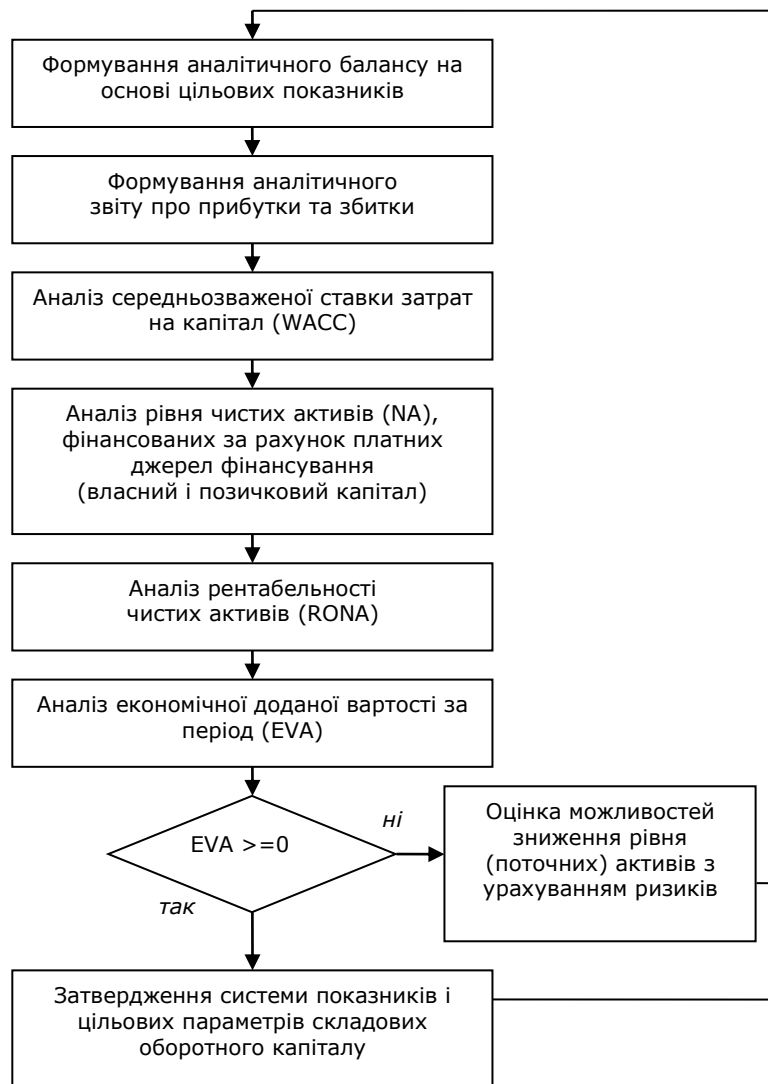 Формування аналітичного балансу на
основі цільових показників
Формування аналітичного
звіту про прибутки та збитки
Аналіз середньозваженої ставки затрат
на капітал (WACC)
Аналіз рівня чистих активів (NA),
фінансованих за рахунок платних
джерел фінансування
(власний і позичковий капітал)
Аналіз рентабельності
чистих активів (RONA)
Аналіз економічної доданої вартості за
період (EVA)
EVA >=0
ні
Оцінка можливостей
зниження рівня
(поточних) активів з
урахуванням ризиків
так
Затвердження системи показників і
цільових параметрів складових
оборотного капіталу